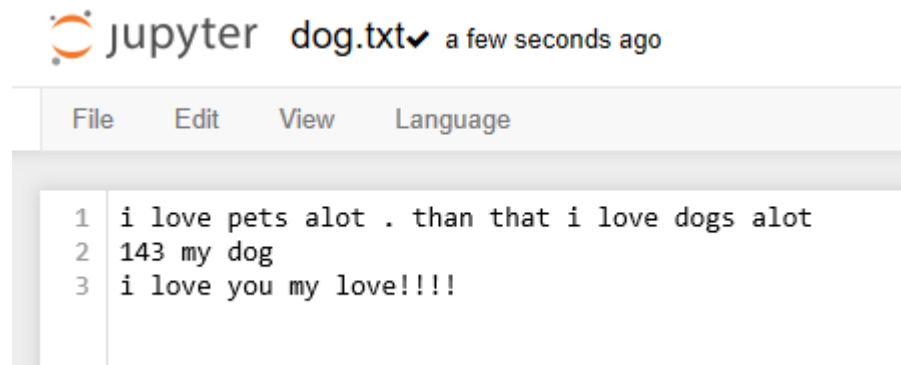 jupyter dog.txt✔ a few seconds ago
File Edit View Language
1 i love pets alot . than that i love dogs alot
2 143 my dog
3 i love you my love!!!!